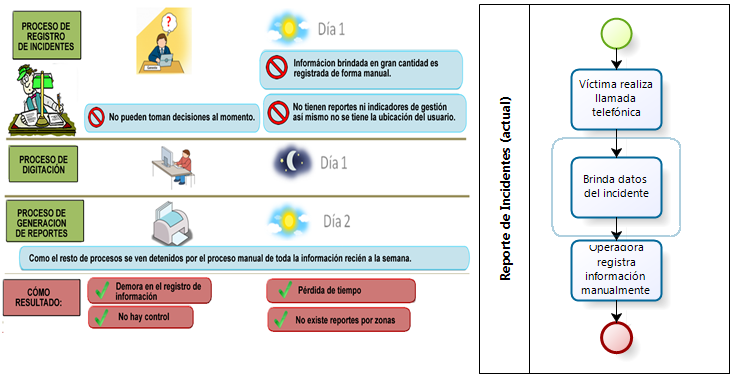 PROCESO DE
REGISTRO
DE INCIDENTES
Día 1
Informácion brindada en gran cantidad es
registrada de forma manual.
No pueden toman decisiones al momento.
No tienen reportes ni indicadores de gestión
así mismo no se tiene la ubicación del usuario.
PROCESO DE
DIGITACIÓN
Día 1
PROCESO DE
GENERACION
DE REPORTES
Día 2
Como el resto de procesos se ven detenidos por el proceso manual de toda la información recién a la semana.
CÓMO
RESULTADO:
Demora en el registro de
información
Pérdida de tiempo
No hay control
No existe reportes por zonas
Reporte de Incidentes (actual)
Víctima realiza
llamada
telefónica
Brinda datos
del incidente
Operadora
registra
información
manualmente